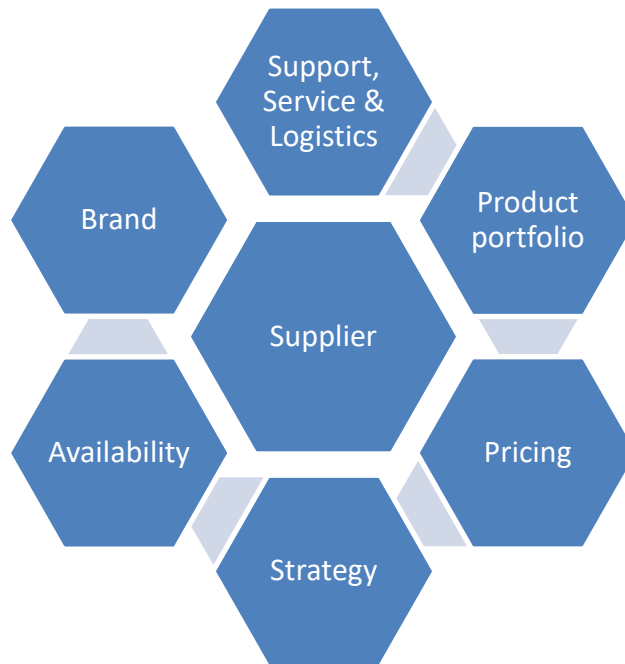 Support,
Service &
Logistics
Brand
Product
portfolio
Supplier
Availability
Pricing
Strategy